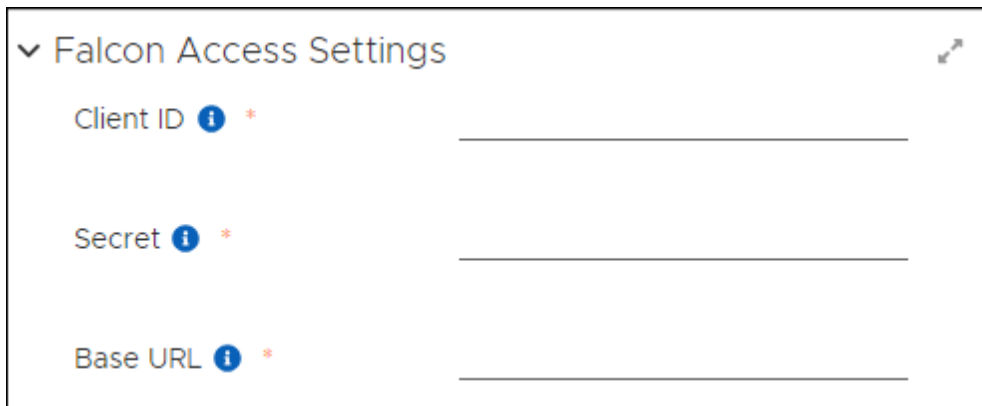 Falcon Access Settings
Client ID *
Secret *
Base URL *